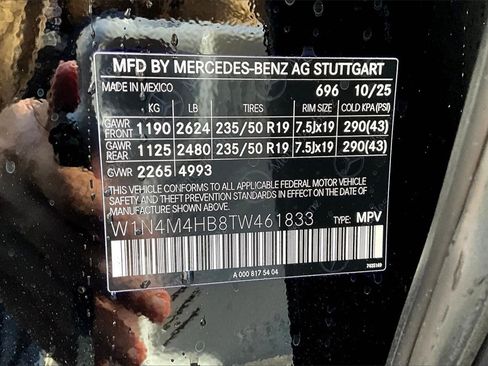 MFD BY MERCEDES-BENZ AG STUTTGART
MADE IN MEXICO 696 10/25
KG LB TIRES RIM SIZE COLD KPA(PSI)
GAWR FRONT 1190 2624 235/50 R19 7.5Jx19 290(43)
GAWR REAR 1125 2480 235/50 R19 7.5Jx19 290(43)
GVWR 2265 4993
THIS VEHICLE CONFORMS TO ALL APPLICABLE FEDERAL MOTOR VEHICLE
SAFETY STANDARDS IN EFFECT ON THE DATE OF MANUFACTURE SHOWN ABOVE.
W1N4M4HB8TW461833 TYPE: MPV
A 000 817 54 04